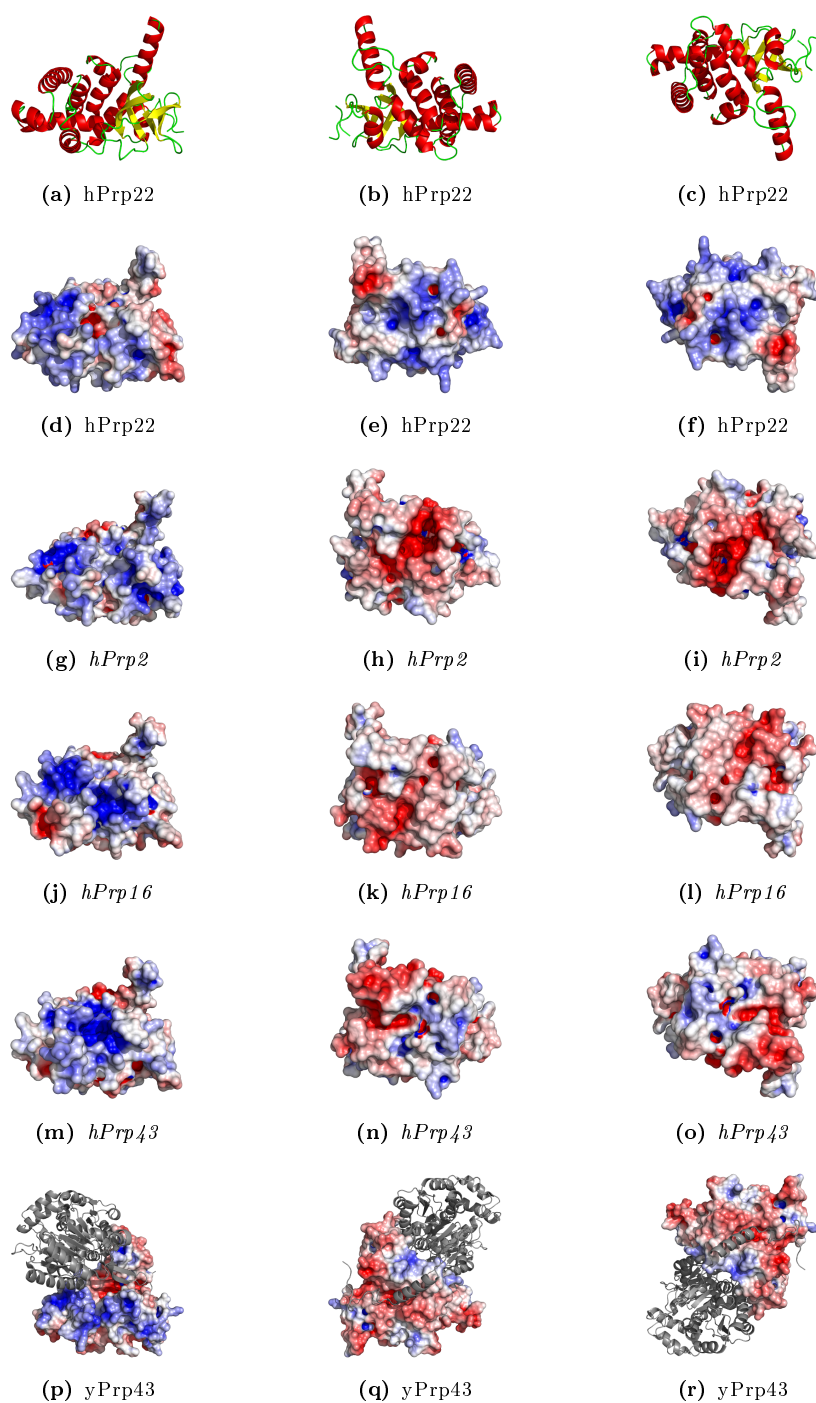 (a) hPrp22
(b) hPrp22
(c) hPrp22
(d) hPrp22
(e) hPrp22
(f) hPrp22
(g) hPrp2
(h) hPrp2
(i) hPrp2
(j) hPrp16
(k) hPrp16
(l) hPrp16
(m) hPrp43
(n) hPrp43
(o) hPrp43
(p) yPrp43
(q) yPrp43
(r) yPrp43